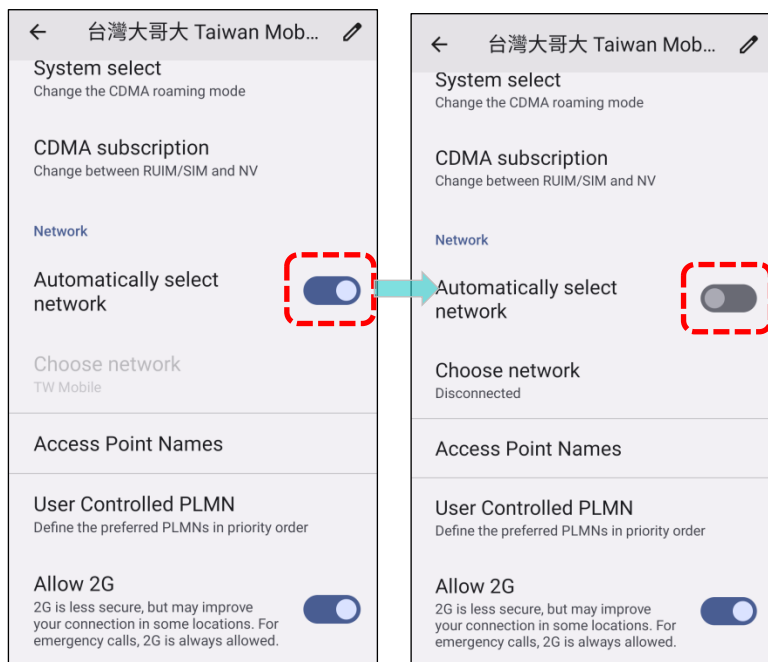 台灣大哥大 Taiwan Mob...
System select
Change the CDMA roaming mode
CDMA subscription
Change between RUIM/SIM and NV
Network
Automatically select
network
Choose network
TW Mobile
Access Point Names
User Controlled PLMN
Define the preferred PLMNs in priority order
Allow 2G
2G is less secure, but may improve
your connection in some locations. For
emergency calls, 2G is always allowed.
台灣大哥大 Taiwan Mob...
System select
Change the CDMA roaming mode
CDMA subscription
Change between RUIM/SIM and NV
Network
Automatically select
network
Choose network
Disconnected
Access Point Names
User Controlled PLMN
Define the preferred PLMNs in priority order
Allow 2G
2G is less secure, but may improve
your connection in some locations. For
emergency calls, 2G is always allowed.